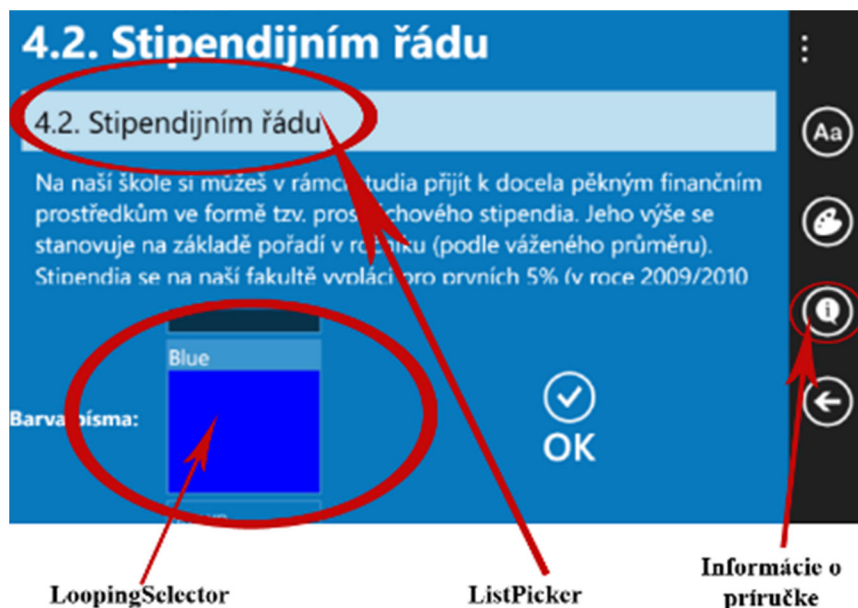 4.2. Stipendijním řádu
4.2. Stipendijním řádu
Aa
Na naší škole si můžeš v rámci studia přijít k docela pěkným finančním
prostředkům ve formě tzv. prospěchového stipendia. Jeho výše se
stanovuje na základě pořadí v ročníku (podle váženého průměru).
Stipendia se na naší fakultě vyplácí pro prvních 5% (v roce 2009/2010
Blue
Barva písma:
OK
LoopingSelector
ListPicker
Informácie o
príručke